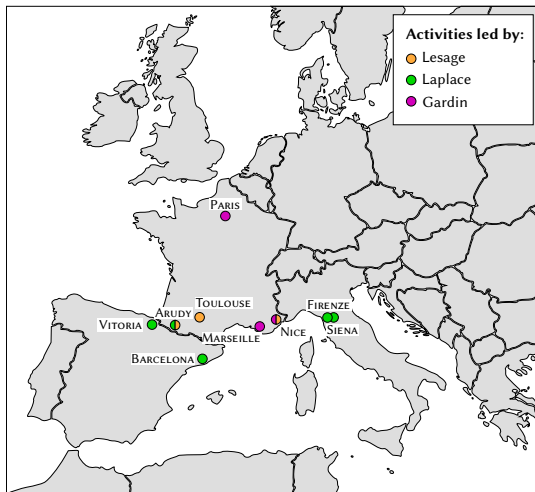 Activities led by:
Lesage
Laplace
Gardin
Paris
Toulouse
Arudy
Vitoria
Firenze
Siena
Nice
Marseille
Barcelona